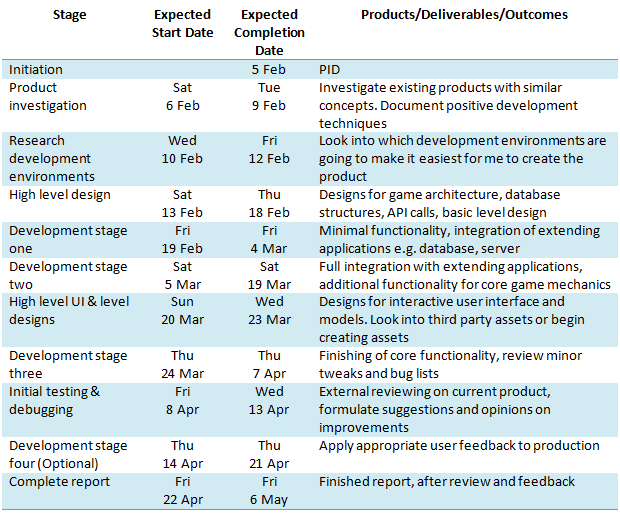 Stage Expected Expected Products/Deliverables/Outcomes
Start Date Completion
Date
Initiation 5 Feb PID
Product Sat Tue Investigate existing products with similar
investigation 6 Feb 9 Feb concepts. Document positive development
techniques
Research Wed Fri Look into which development environments are
development 10 Feb 12 Feb going to make it easiest for me to create the
environments product
High level design Sat Thu Designs for game architecture, database
13 Feb 18 Feb structures, API calls, basic level design
Development stage Fri Fri Minimal functionality, integration of extending
one 19 Feb 4 Mar applications e.g. database, server
Development stage Sat Sat Full integration with extending applications,
two 5 Mar 19 Mar additional functionality for core game mechanics
High level UI & level Sun Wed Designs for interactive user interface and
designs 20 Mar 23 Mar models. Look into third party assets or begin
creating assets
Development stage Thu Thu Finishing of core functionality, review minor
three 24 Mar 7 Apr tweaks and bug lists
Initial testing & Fri Wed External reviewing on current product,
debugging 8 Apr 13 Apr formulate suggestions and opinions on
improvements
Development stage Thu Thu Apply appropriate user feedback to production
four (Optional) 14 Apr 21 Apr
Complete report Fri Fri Finished report, after review and feedback
22 Apr 6 May